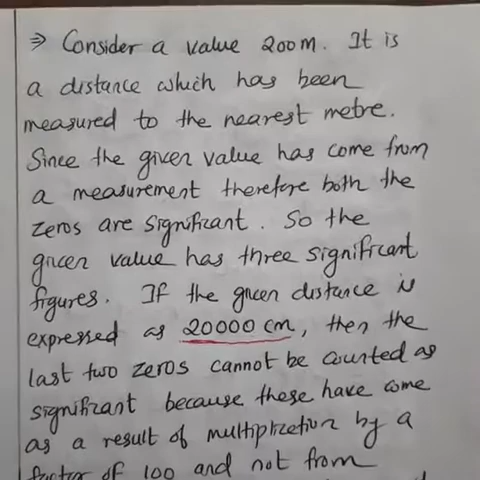 ⇒ Consider a value 200m. It is
a distance which has been
measured to the nearest metre.
Since the given value has come from
a measurement therefore both the
zeros are significant. So the
given value has three significant
figures. If the given distance is
expressed as 20000 cm, then the
last two zeros cannot be counted as
significant because these have come
as a result of multiplication by a
factor of 100 and not from